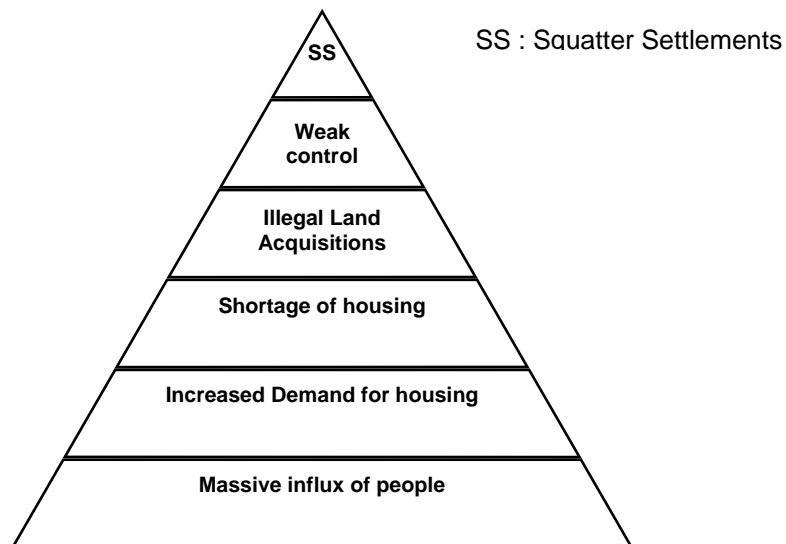 SS : Squatter Settlements
SS
Weak
control
Illegal Land
Acquisitions
Shortage of housing
Increased Demand for housing
Massive influx of people